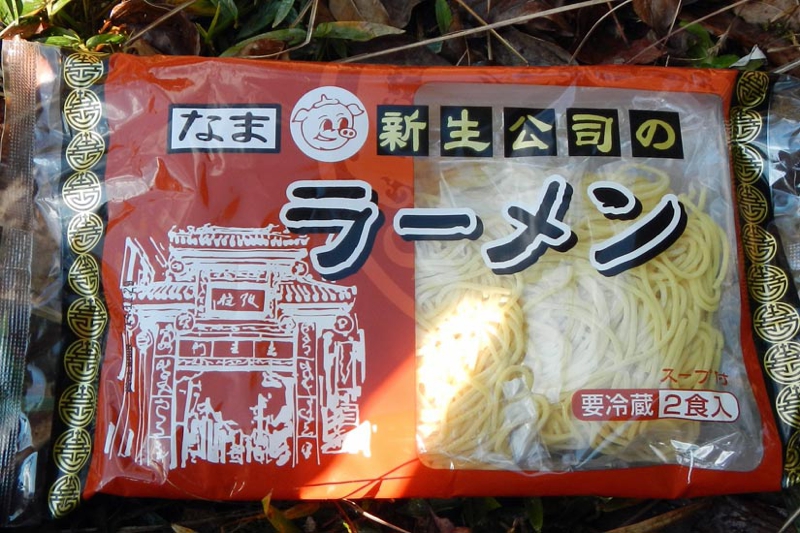 なま 新生公司の
ラーメン
スープ付
要冷蔵 2食入